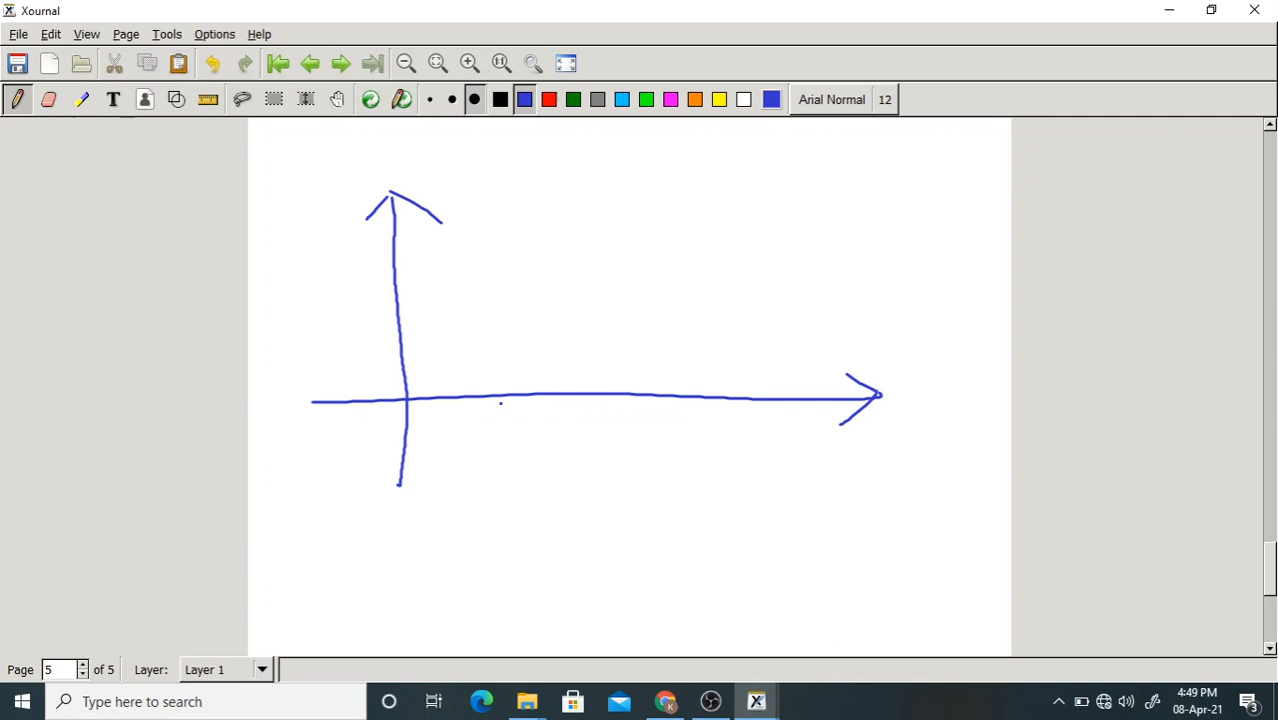 Xournal
File Edit View Page Tools Options Help
T Arial Normal 12
Page 5 of 5 Layer: Layer 1
Type here to search
4:49 PM
08-Apr-21
3